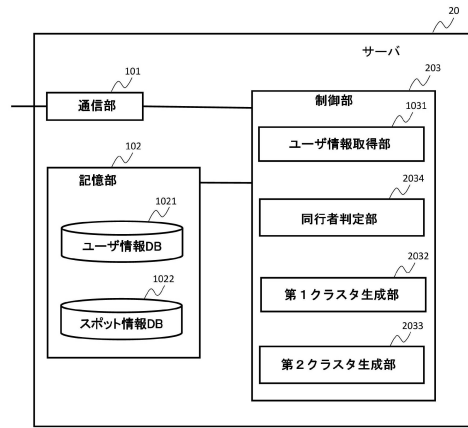 20
サーバ
101
通信部
203
制御部
1031
ユーザ情報取得部
102
記憶部
2034
同行者判定部
1021
ユーザ情報DB
2032
第1クラスタ生成部
1022
スポット情報DB
2033
第2クラスタ生成部